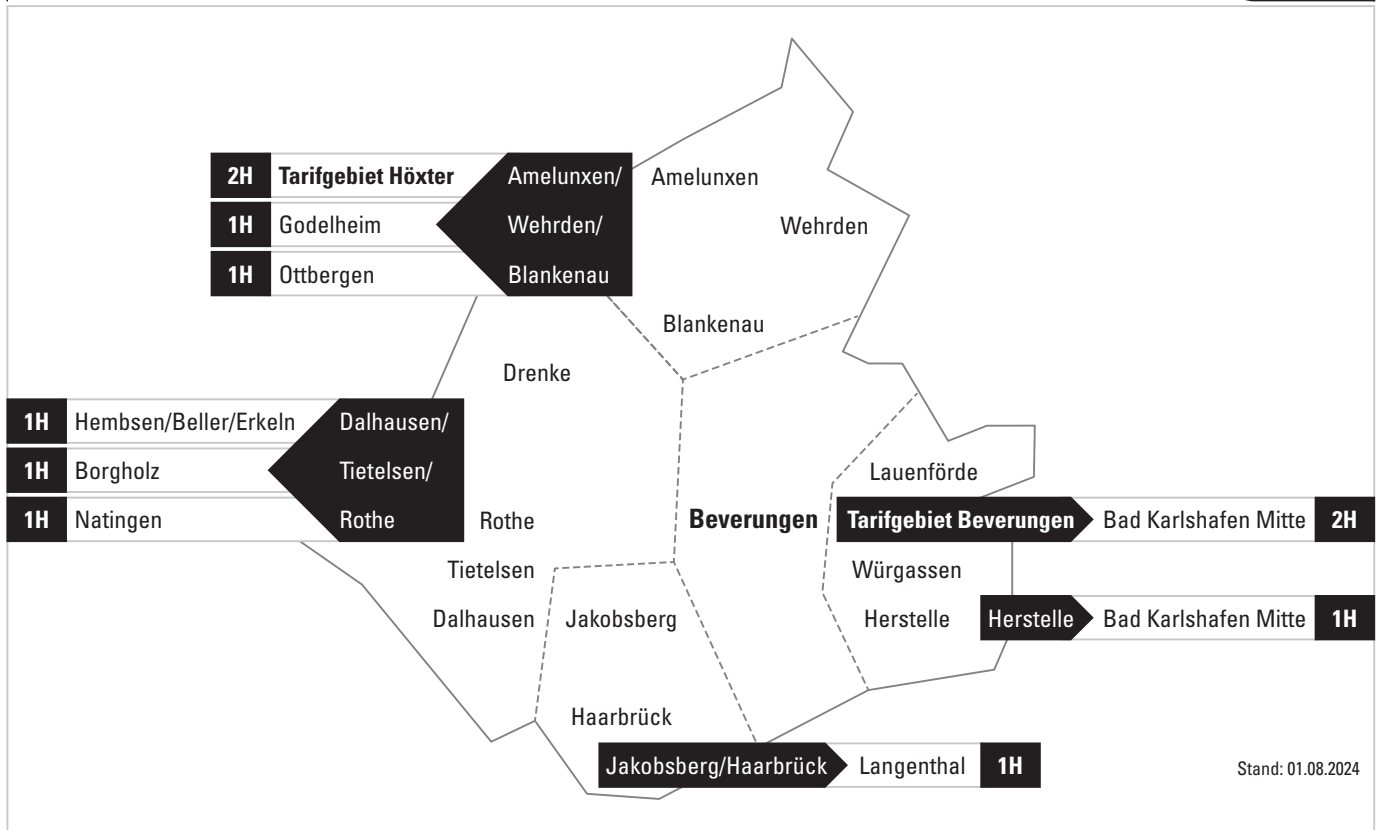 2H Tarifgebiet Höxter Amelunxen/
1H Godelheim Wehrden/
1H Ottbergen Blankenau
Amelunxen
Wehrden
Blankenau
Drenke
1H Hembsen/Beller/Erkeln Dalhausen/
1H Borgholz Tietelsen/
1H Natingen Rothe
Rothe
Tietelsen
Dalhausen
Beverungen
Lauenförde
Tarifgebiet Beverungen Bad Karlshafen Mitte 2H
Würgassen
Herstelle
Herstelle Bad Karlshafen Mitte 1H
Jakobsberg
Haarbrück
Jakobsberg/Haarbrück Langenthal 1H
Stand: 01.08.2024